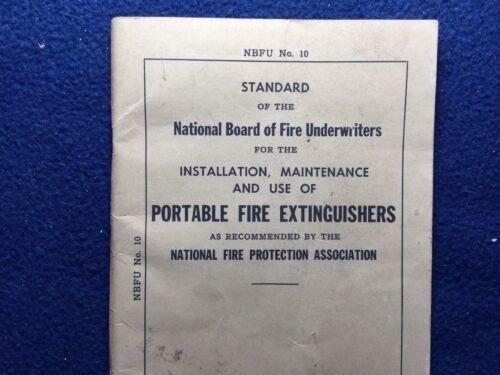 NBFU No. 10
STANDARD
OF THE
National Board of Fire Underwriters
FOR THE
INSTALLATION, MAINTENANCE
AND USE OF
PORTABLE FIRE EXTINGUISHERS
AS RECOMMENDED BY THE
NATIONAL FIRE PROTECTION ASSOCIATION
NBFU No. 10